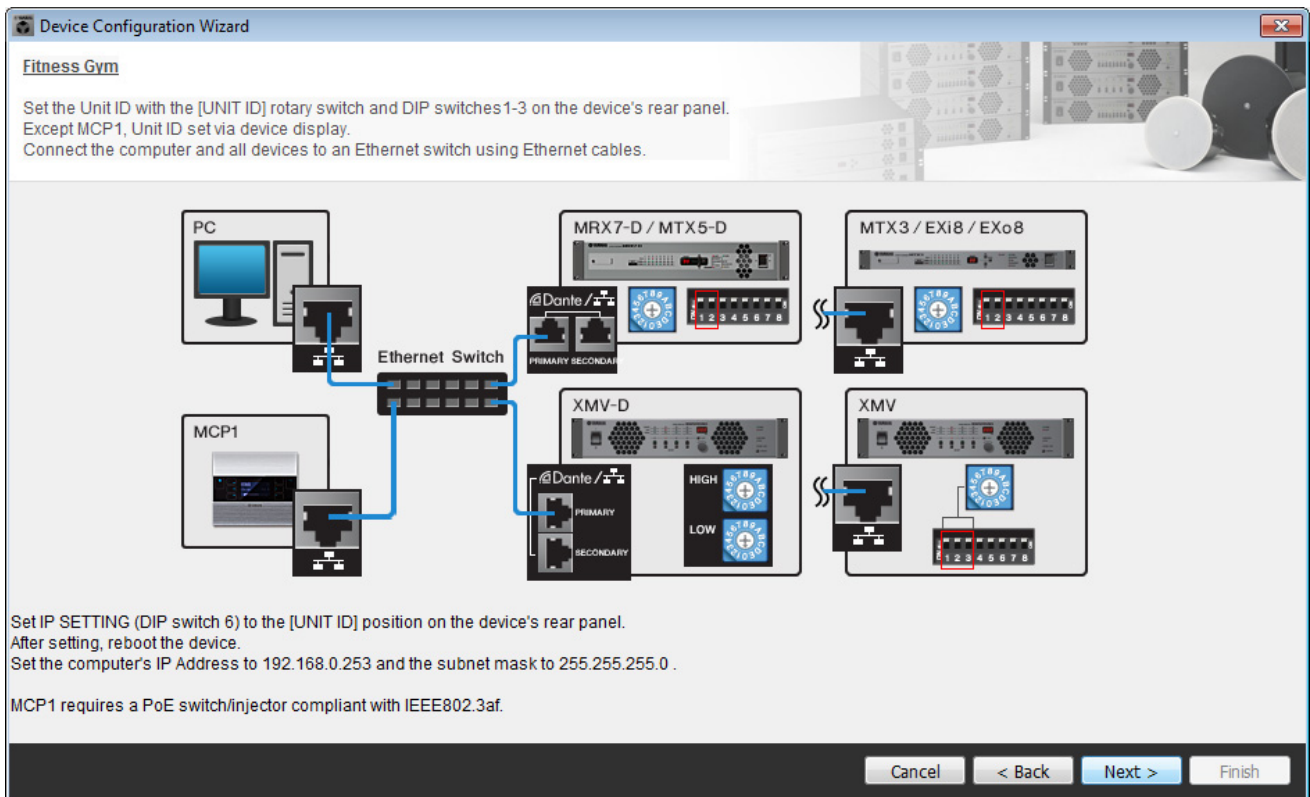 Device Configuration Wizard
Fitness Gym
Set the Unit ID with the [UNIT ID] rotary switch and DIP switches1-3 on the device's rear panel.
Except MCP1, Unit ID set via device display.
Connect the computer and all devices to an Ethernet switch using Ethernet cables.
PC
MRX7-D / MTX5-D
MTX3 / EXi8 / EXo8
Dante /
1 2 3 4 5 6 7 8
1 2 3 4 5 6 7 8
PRIMARY SECONDARY
Ethernet Switch
MCP1
XMV-D
XMV
Dante /
HIGH
PRIMARY
LOW
SECONDARY
1 2 3 4 5 6 7 8
Set IP SETTING (DIP switch 6) to the [UNIT ID] position on the device's rear panel.
After setting, reboot the device.
Set the computer's IP Address to 192.168.0.253 and the subnet mask to 255.255.255.0 .
MCP1 requires a PoE switch/injector compliant with IEEE802.3af.
Cancel
< Back
Next >
Finish